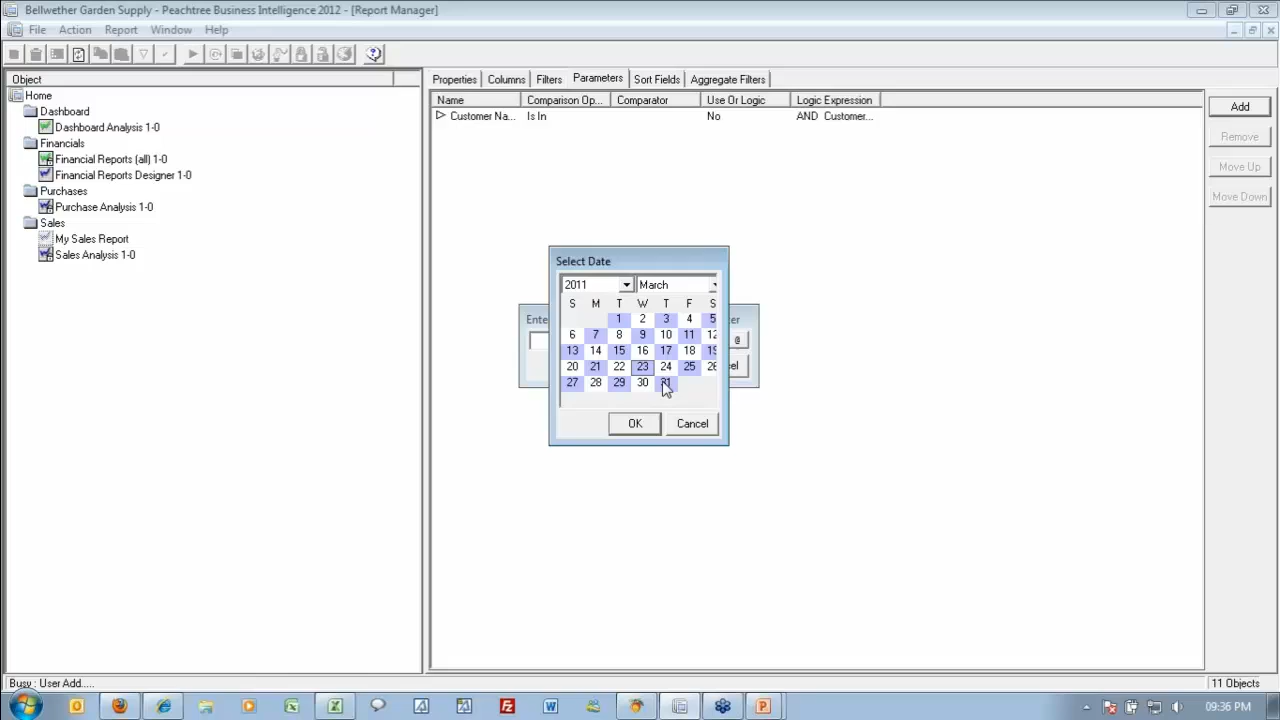 Bellwether Garden Supply - Peachtree Business Intelligence 2012 - [Report Manager]
File Action Report Window Help
Object
Home
Dashboard
Dashboard Analysis 1-0
Financials
Financial Reports (all) 1-0
Financial Reports Designer 1-0
Purchases
Purchase Analysis 1-0
Sales
My Sales Report
Sales Analysis 1-0
Properties Columns Filters Parameters Sort Fields Aggregate Filters
Name Comparison Op... Comparator Use Or Logic Logic Expression
Customer Na... Is In No AND Customer...
Add
Remove
Move Up
Move Down
Select Date
2011 March
S M T W T F S
1 2 3 4 5
6 7 8 9 10 11 12
13 14 15 16 17 18 19
20 21 22 23 24 25 26
27 28 29 30 31
OK Cancel
Ente er
@
el
Busy : User Add.... 11 Objects
09:36 PM